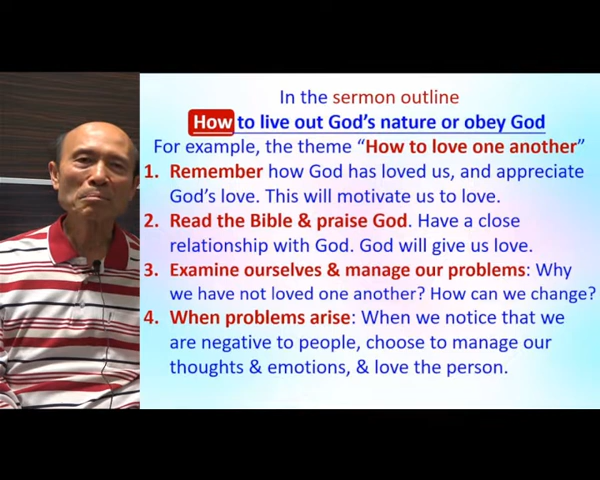 In the sermon outline
How to live out God's nature or obey God
For example, the theme “How to love one another”
1. Remember how God has loved us, and appreciate
God's love. This will motivate us to love.
2. Read the Bible & praise God. Have a close
relationship with God. God will give us love.
3. Examine ourselves & manage our problems: Why
we have not loved one another? How can we change?
4. When problems arise: When we notice that we
are negative to people, choose to manage our
thoughts & emotions, & love the person.